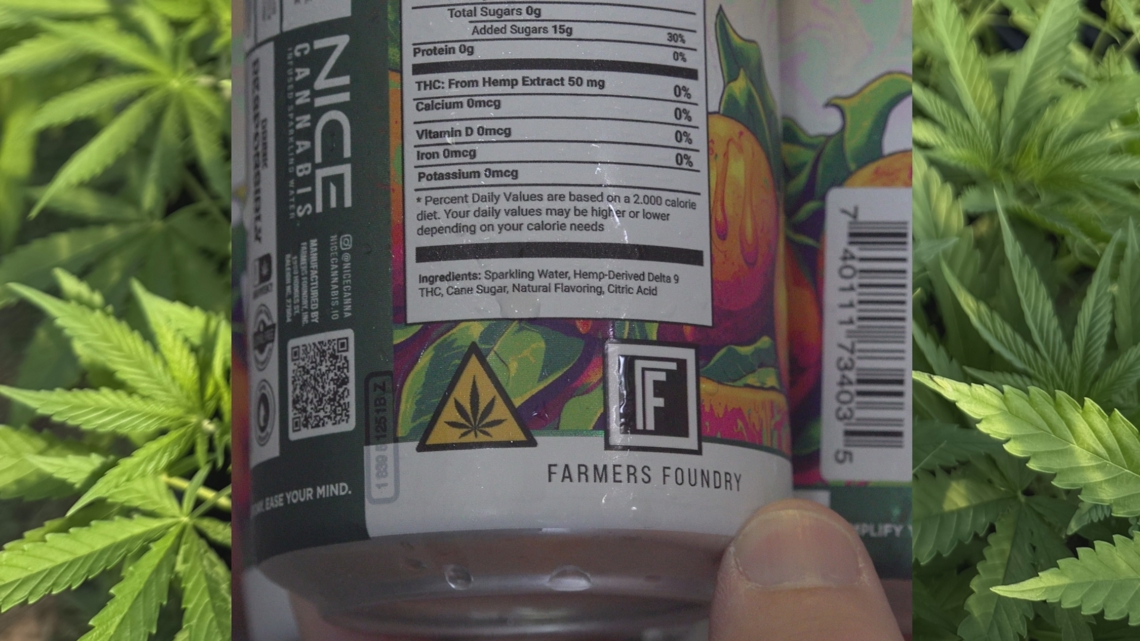 Total Sugars 0g
Added Sugars 15g 30%
Protein 0g 0%
THC: From Hemp Extract 50 mg
Calcium 0mcg 0%
Vitamin D 0mcg 0%
Iron 0mcg 0%
Potassium 0mcg 0%
* Percent Daily Values are based on a 2.000 calorie
diet. Your daily values may be higher or lower
depending on your calorie needs
Ingredients: Sparkling Water, Hemp-Derived Delta 9
THC, Cane Sugar, Natural Flavoring, Citric Acid
FARMERS FOUNDRY
NICE
CANNABIS
INFUSED SPARKLING WATER
DRINK
@NICECANNA
NICECANNABIS.IO
MANUFACTURED BY
FARMERS FOUNDRY, INC.
EASE YOUR MIND.
7 40111 73403 5